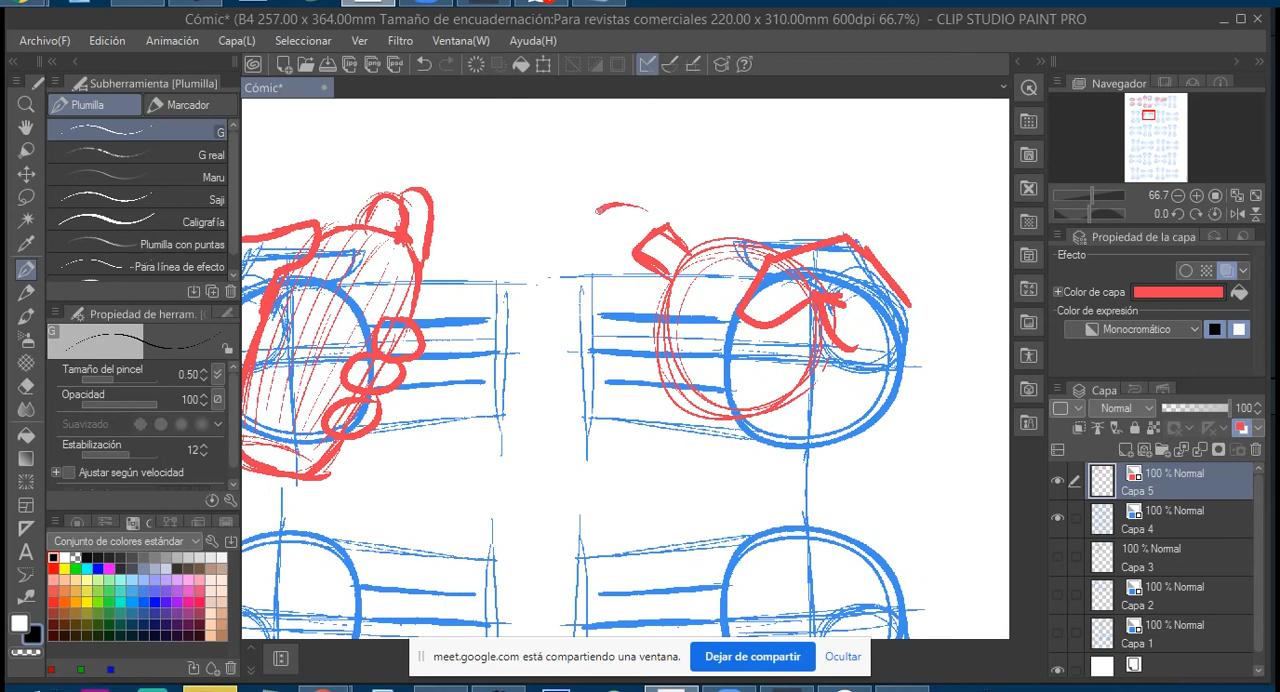 Cómic* (B4 257.00 x 364.00mm Tamaño de encuadernación:Para revistas comerciales 220.00 x 310.00mm 600dpi 66.7%) - CLIP STUDIO PAINT PRO
Archivo(F) Edición Animación Capa(L) Seleccionar Ver Filtro Ventana(W) Ayuda(H)
Subherramienta [Plumilla]
Cómic*
Navegador
Plumilla Marcador
G
G real
Maru
Saji
Caligrafía
Plumilla con puntas
Para línea de efecto
Propiedad de herram.
G
Tamaño del pincel 0.50
Opacidad 100
Suavizado
Estabilización 12
Ajustar según velocidad
Conjunto de colores estándar
66.7
0.0
Propiedad de la capa
Efecto
Color de capa
Color de expresión
Monocromático
Capa
Normal 100
100 % Normal
Capa 5
100 % Normal
Capa 4
100 % Normal
Capa 3
100 % Normal
Capa 2
100 % Normal
Capa 1
meet.google.com está compartiendo una ventana. Dejar de compartir Ocultar